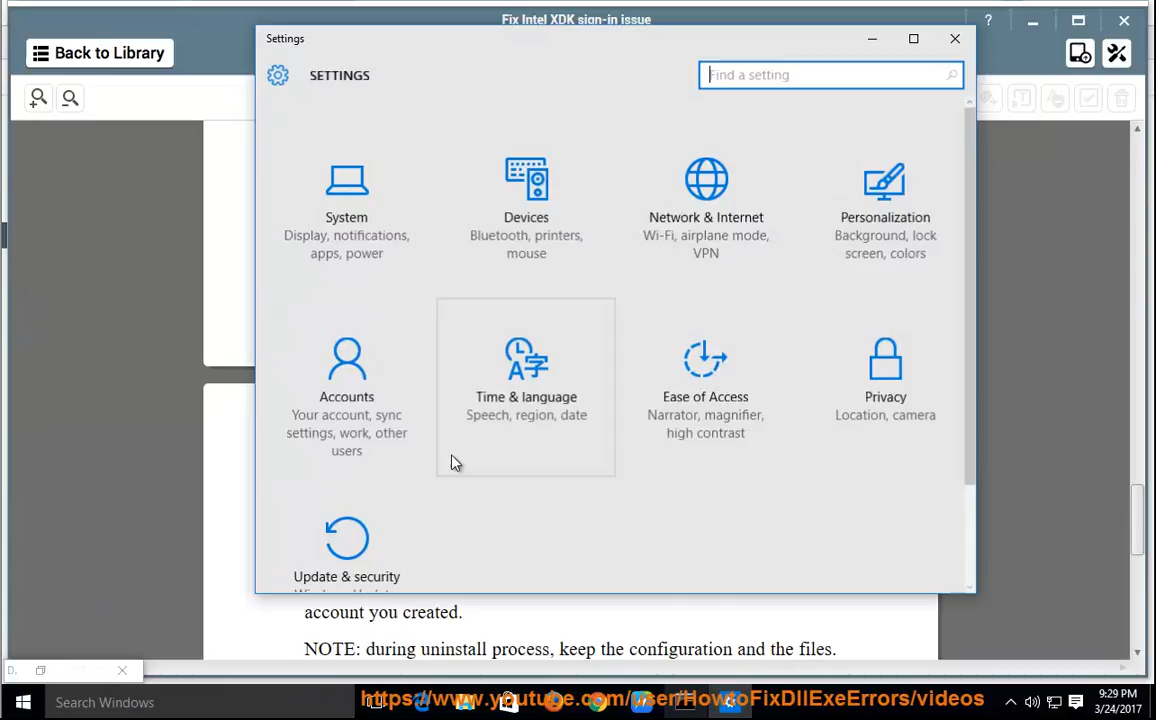 Fix Intel XDK sign-in issue
?
Back to Library
Settings
SETTINGS
Find a setting
System
Display, notifications,
apps, power
Devices
Bluetooth, printers,
mouse
Network & Internet
Wi-Fi, airplane mode,
VPN
Personalization
Background, lock
screen, colors
Accounts
Your account, sync
settings, work, other
users
Time & language
Speech, region, date
Ease of Access
Narrator, magnifier,
high contrast
Privacy
Location, camera
Update & security
account you created.
NOTE: during uninstall process, keep the configuration and the files.
D.
Search Windows
https://www.youtube.com/user/HowtoFixDllExeErrors/videos
9:29 PM
3/24/2017